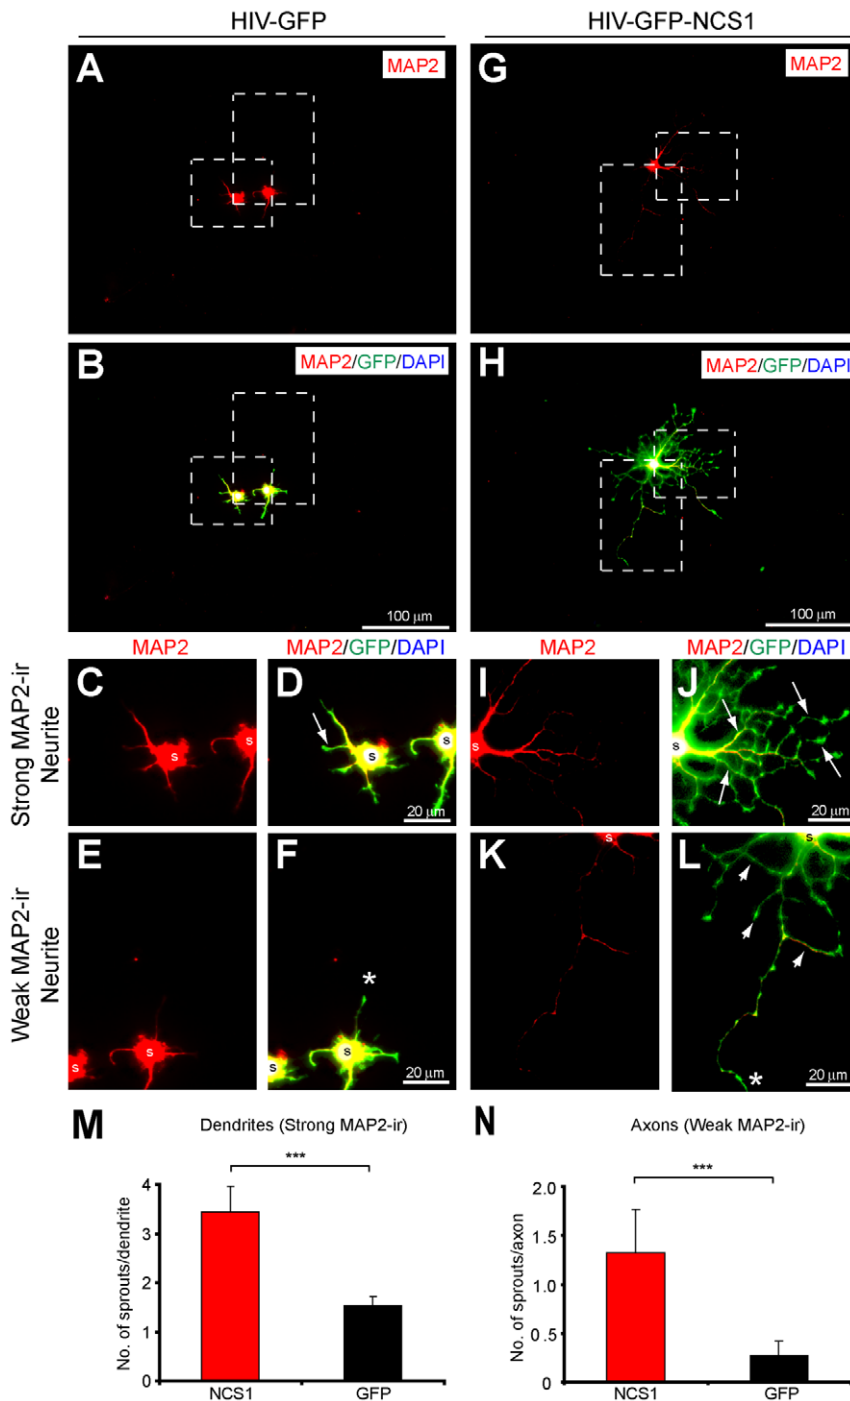 HIV-GFP
HIV-GFP-NCS1
A
MAP2
G
MAP2
B
MAP2/GFP/DAPI
100 µm
H
MAP2/GFP/DAPI
100 µm
MAP2
MAP2/GFP/DAPI
MAP2
MAP2/GFP/DAPI
Strong MAP2-ir
Neurite
C
s
s
D
s
s
20 µm
I
s
J
s
20 µm
Weak MAP2-ir
Neurite
E
s
s
F
*
s
s
20 µm
K
s
L
s
*
20 µm
M
Dendrites (Strong MAP2-ir)
***
No. of sprouts/dendrite
4
3
2
1
0
NCS1
GFP
N
Axons (Weak MAP2-ir)
***
No. of sprouts/axon
2.0
1.5
1.0
0.5
0
NCS1
GFP